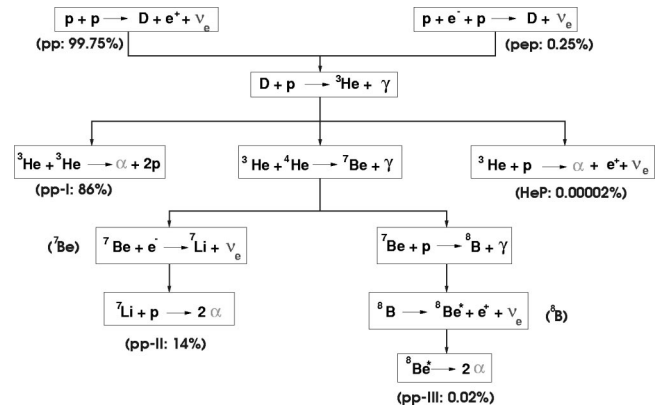 p + p → D + e⁺ + νₑ
p + e⁻ + p → D + νₑ
(pp: 99.75%)
(pep: 0.25%)
D + p → ³He + γ
³He + ³He → α + 2p
³He + ⁴He → ⁷Be + γ
³He + p → α + e⁺ + νₑ
(pp-I: 86%)
(HeP: 0.00002%)
(⁷Be)
⁷Be + e⁻ → ⁷Li + νₑ
⁷Be + p → ⁸B + γ
⁷Li + p → 2 α
⁸B → ⁸Be* + e⁺ + νₑ
(⁸B)
(pp-II: 14%)
⁸Be* → 2 α
(pp-III: 0.02%)